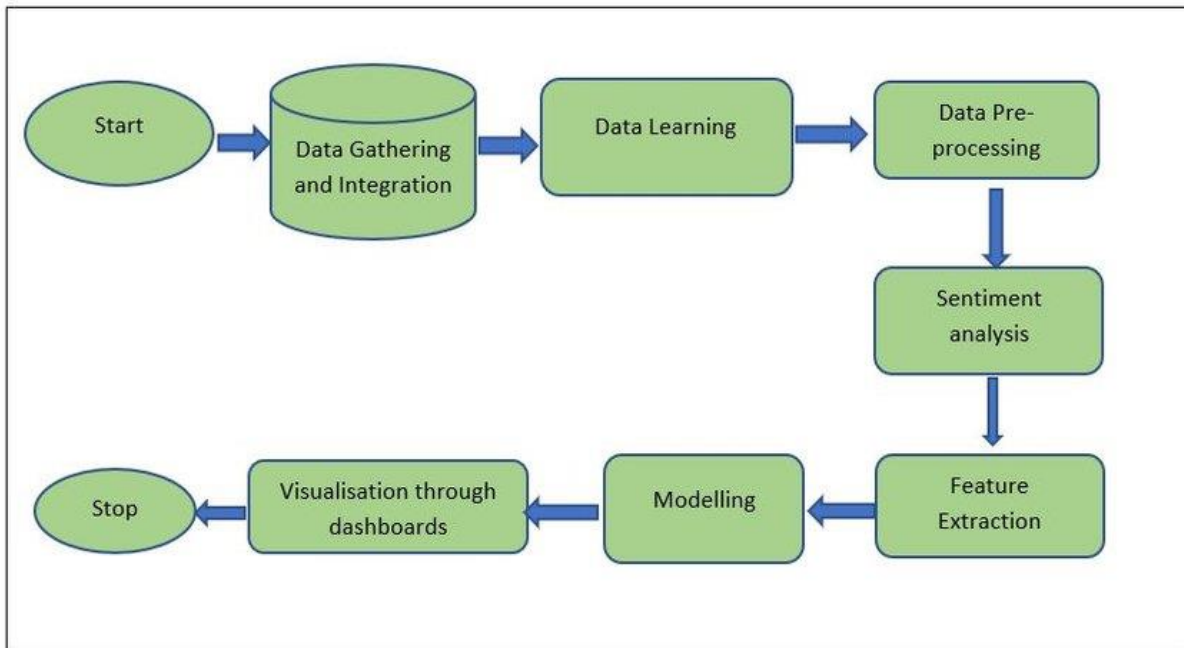 Start
Data Gathering
and Integration
Data Learning
Data Pre-
processing
Sentiment
analysis
Feature
Extraction
Modelling
Visualisation through
dashboards
Stop